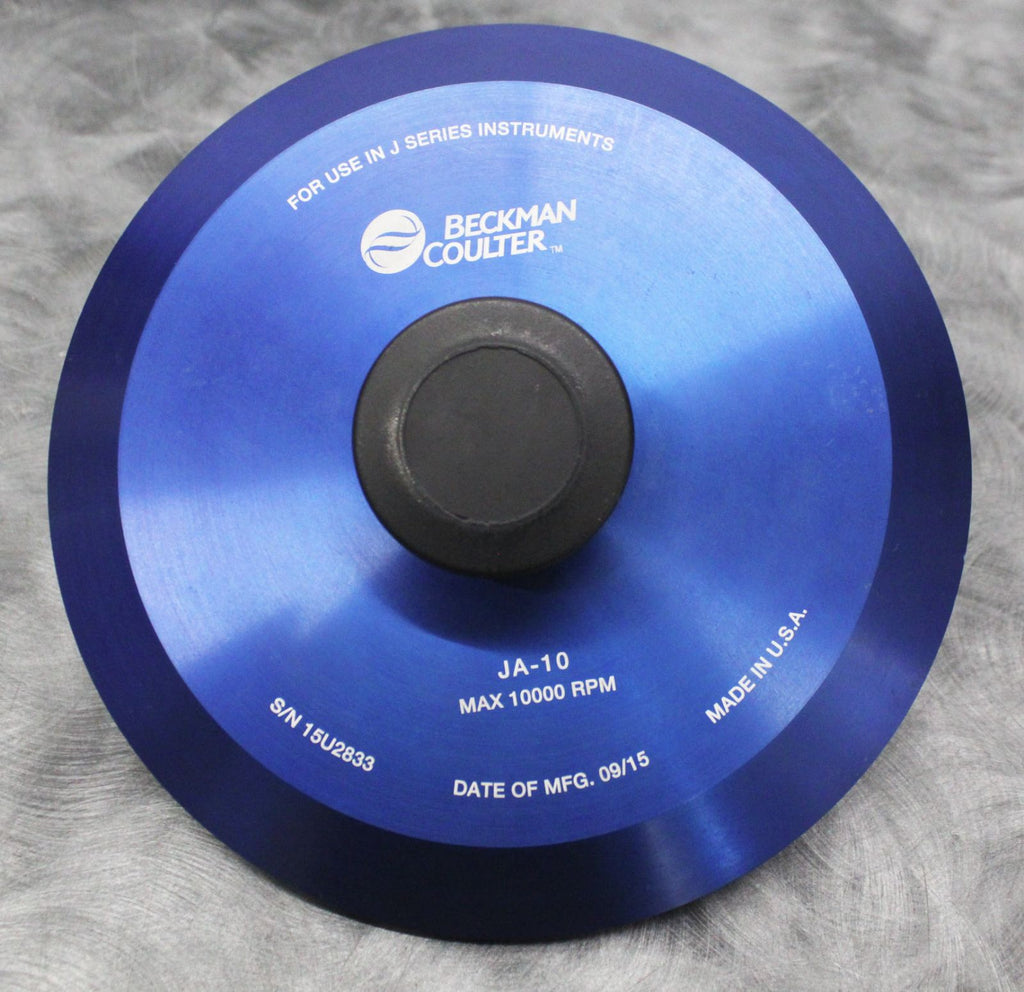 FOR USE IN J SERIES INSTRUMENTS
BECKMAN
COULTER™
JA-10
MAX 10000 RPM
S/N 15U2833
DATE OF MFG. 09/15
MADE IN U.S.A.